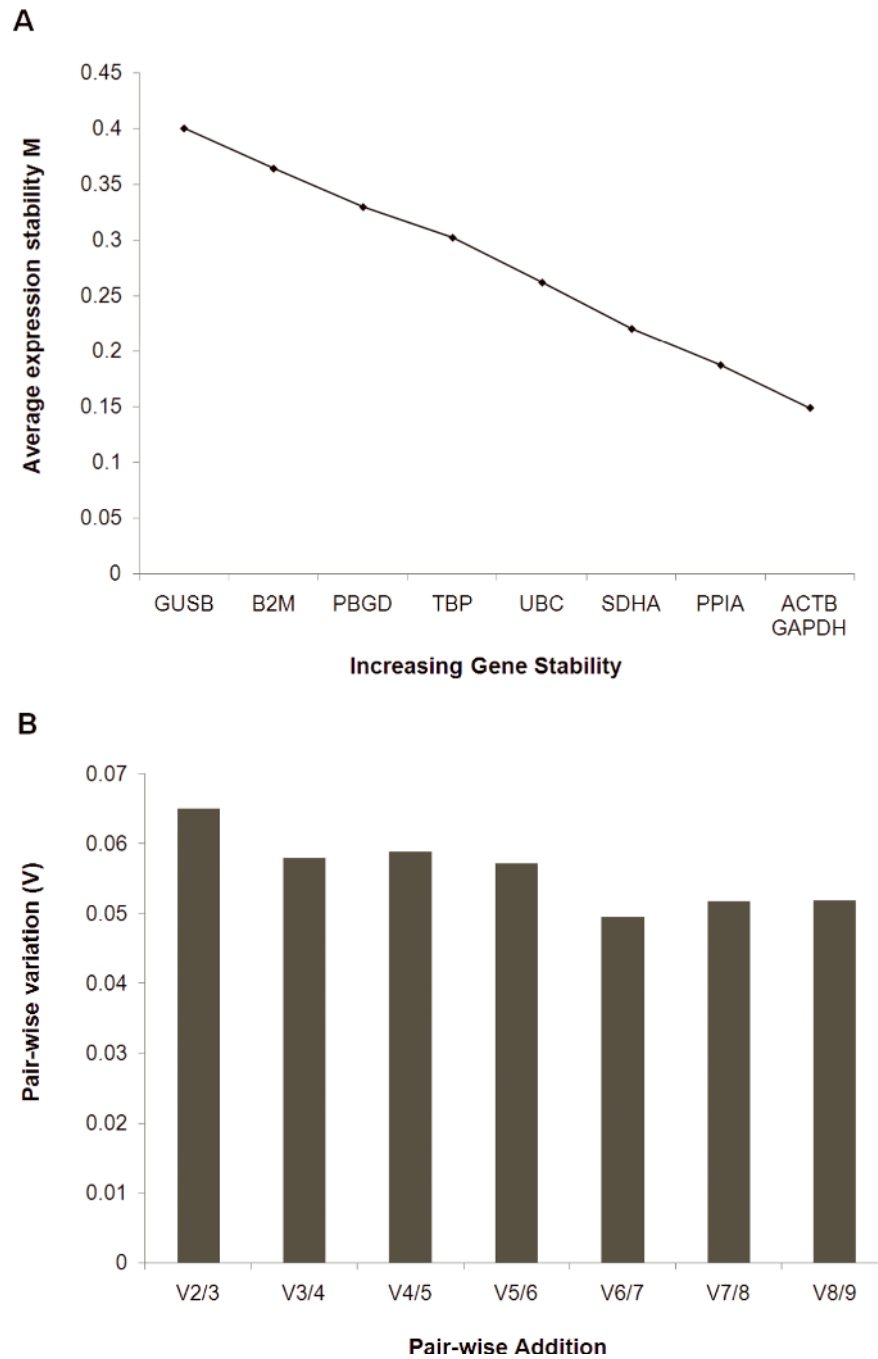 A
Average expression stability M
0.45
0.4
0.35
0.3
0.25
0.2
0.15
0.1
0.05
0
GUSB B2M PBGD TBP UBC SDHA PPIA ACTB
GAPDH
Increasing Gene Stability
B
Pair-wise variation (V)
0.07
0.06
0.05
0.04
0.03
0.02
0.01
0
V2/3 V3/4 V4/5 V5/6 V6/7 V7/8 V8/9
Pair-wise Addition